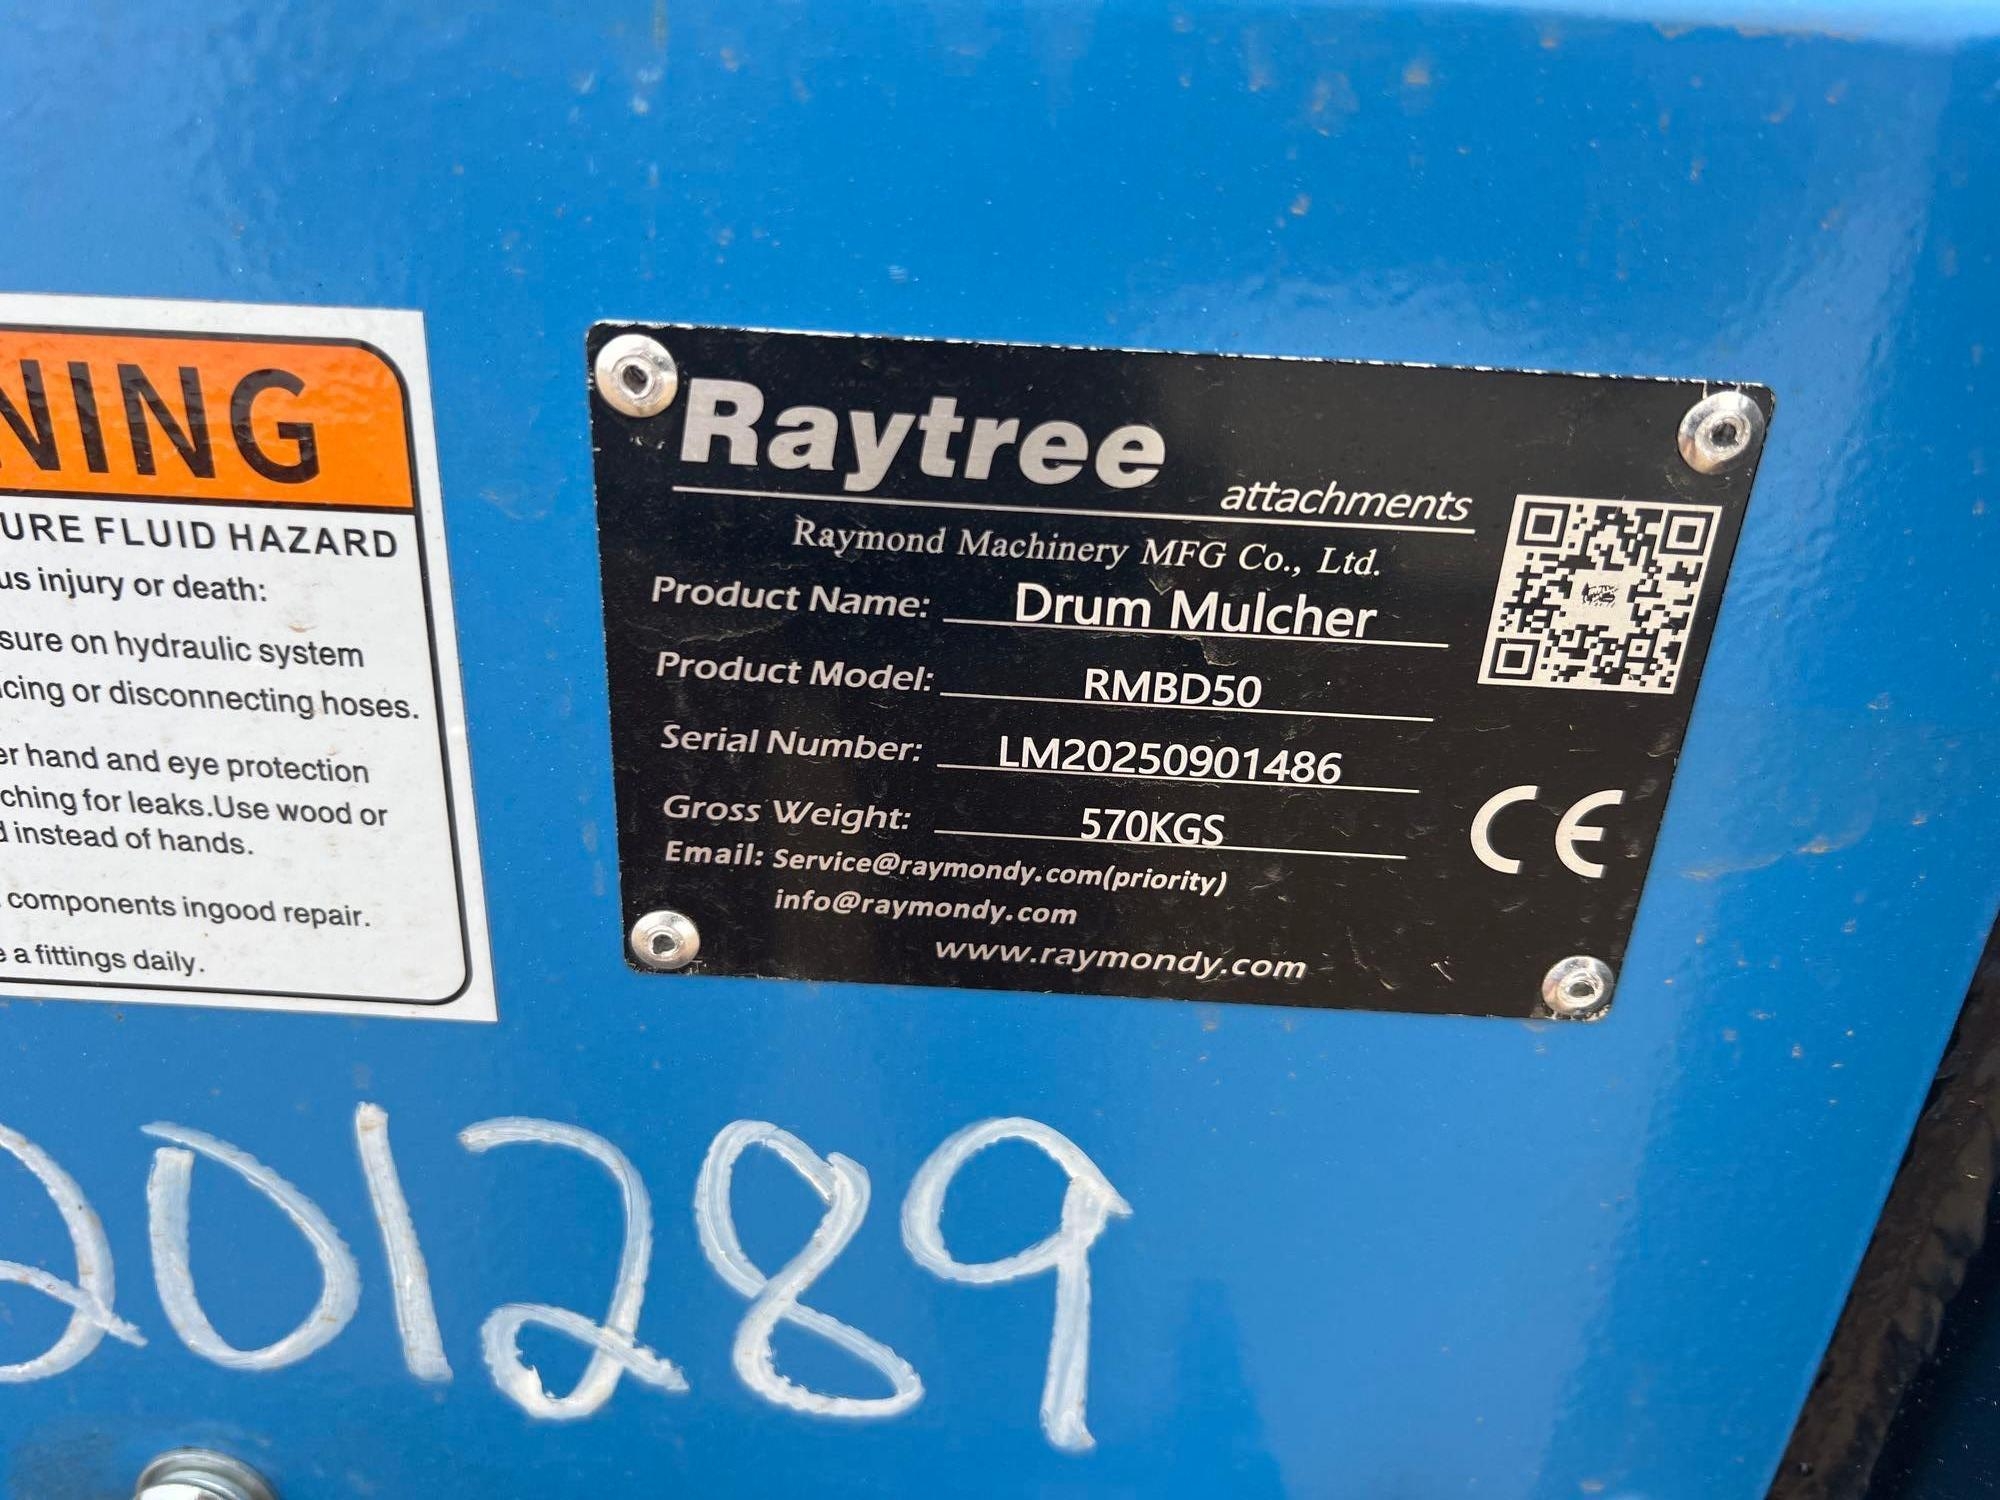 NING
URE FLUID HAZARD
us injury or death:
sure on hydraulic system
cing or disconnecting hoses.
er hand and eye protection
ching for leaks.Use wood or
d instead of hands.
components ingood repair.
e a fittings daily.
Raytree
attachments
Raymond Machinery MFG Co., Ltd.
Product Name: Drum Mulcher
Product Model: RMBD50
Serial Number: LM20250901486
Gross Weight: 570KGS
Email: Service@raymondy.com(priority)
info@raymondy.com
www.raymondy.com
CE
201289